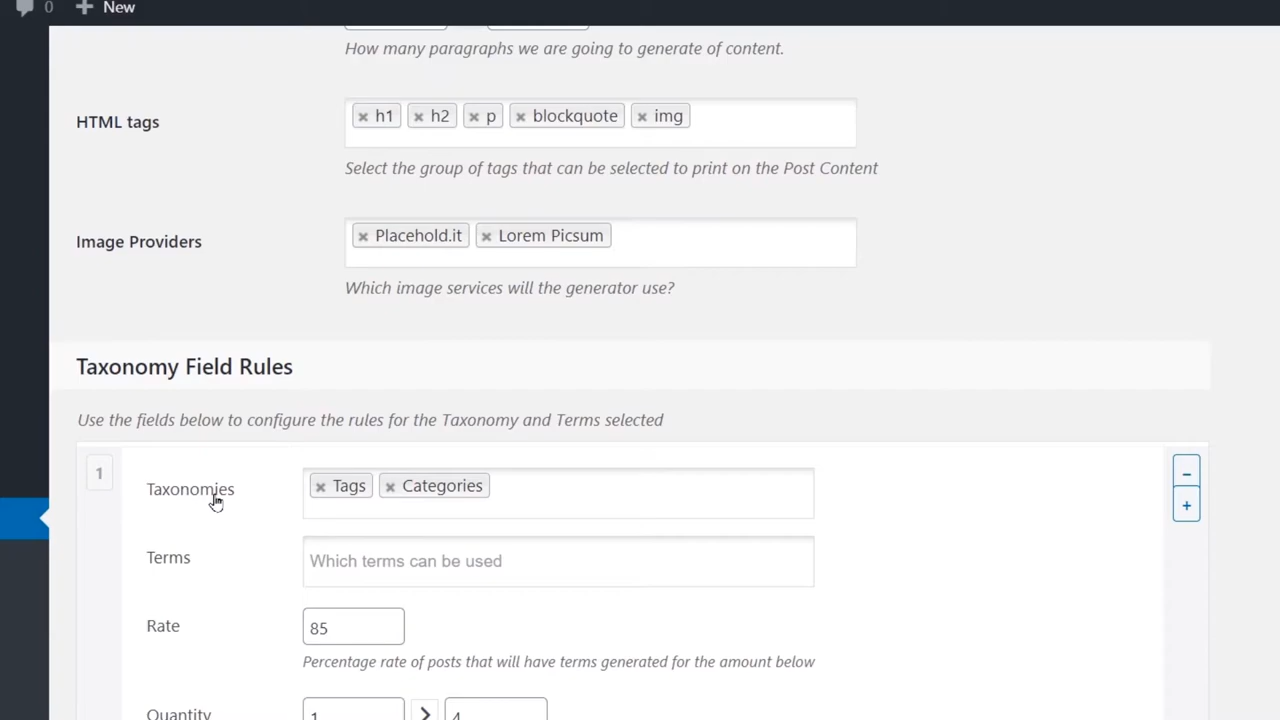 0 New
How many paragraphs we are going to generate of content.
HTML tags
× h1 × h2 × p × blockquote × img
Select the group of tags that can be selected to print on the Post Content
Image Providers
× Placehold.it × Lorem Picsum
Which image services will the generator use?
Taxonomy Field Rules
Use the fields below to configure the rules for the Taxonomy and Terms selected
1
Taxonomies
× Tags × Categories
−
+
Terms
Which terms can be used
Rate
85
Percentage rate of posts that will have terms generated for the amount below
Quantity
1 4